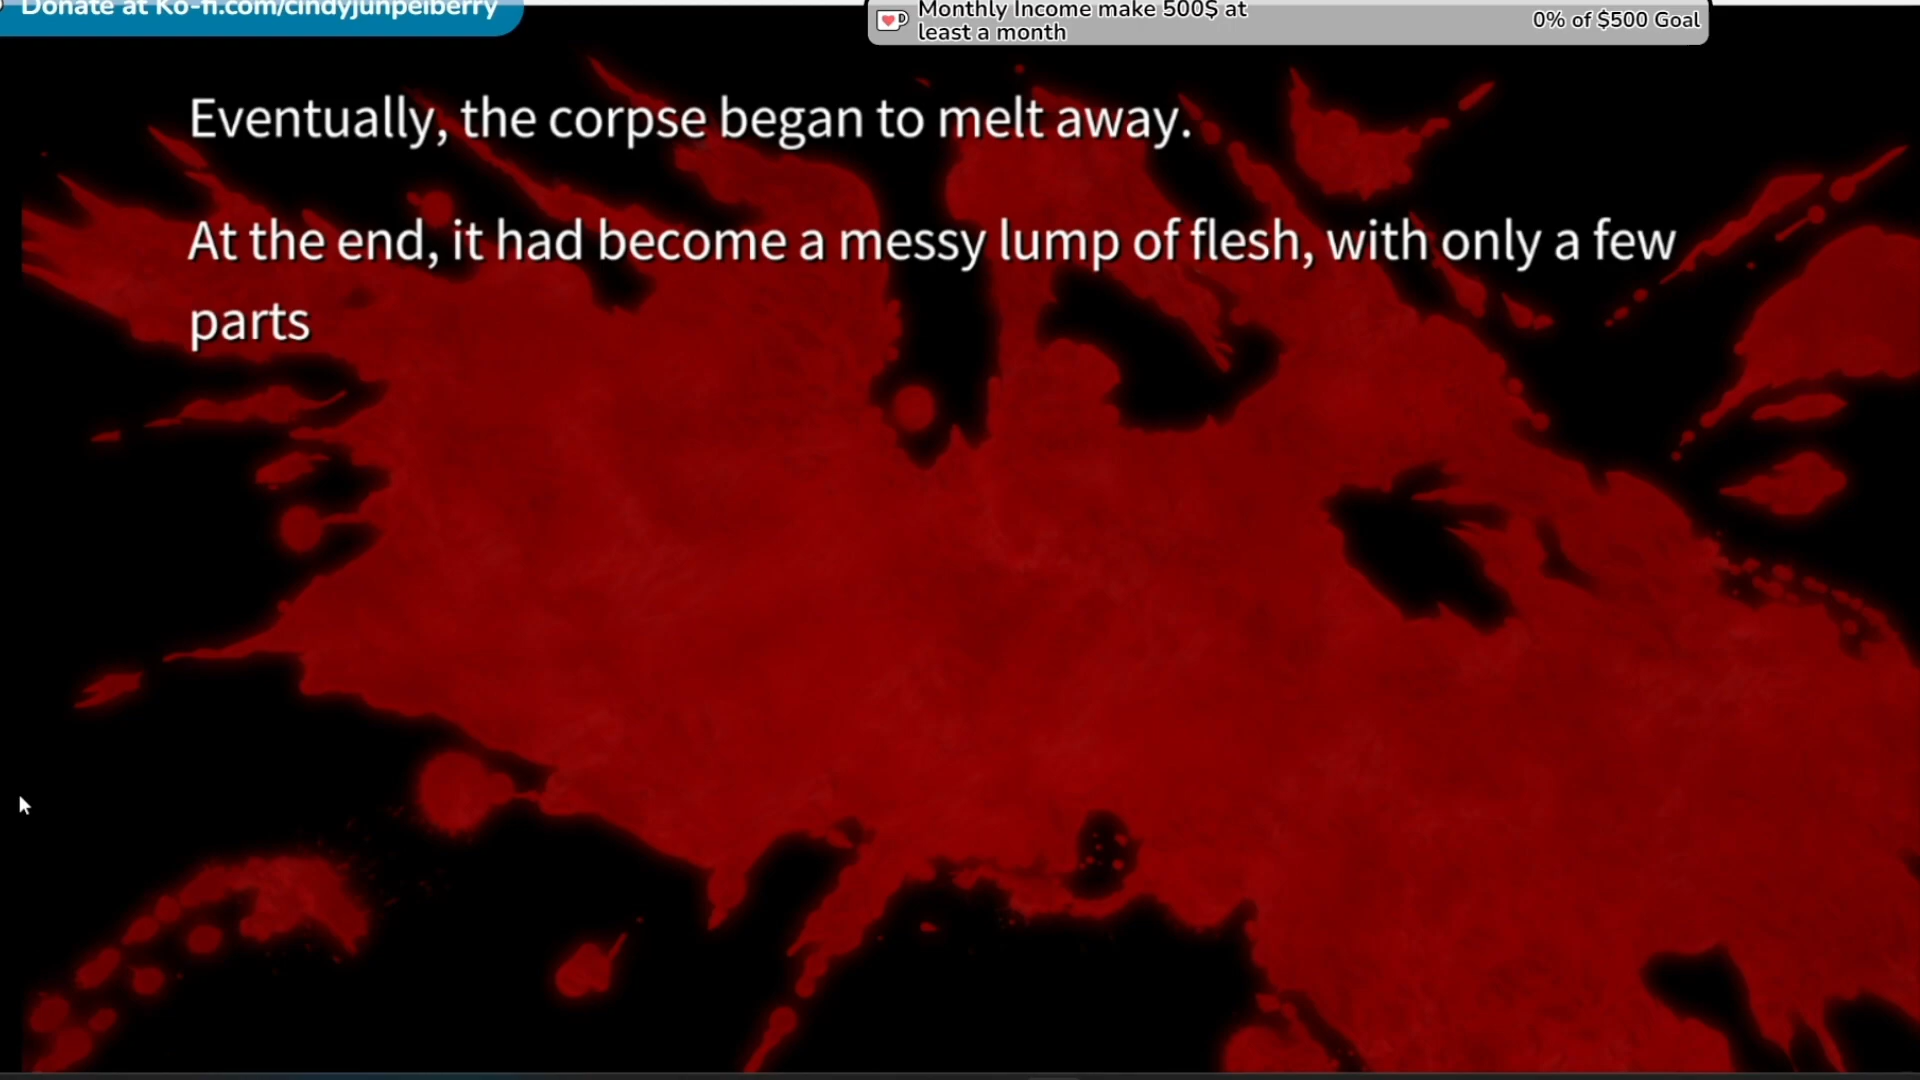 Donate at Ko-fi.com/cindyjunpeiberry
Monthly Income make 500$ at
least a month
0% of $500 Goal
Eventually, the corpse began to melt away.
At the end, it had become a messy lump of flesh, with only a few
parts